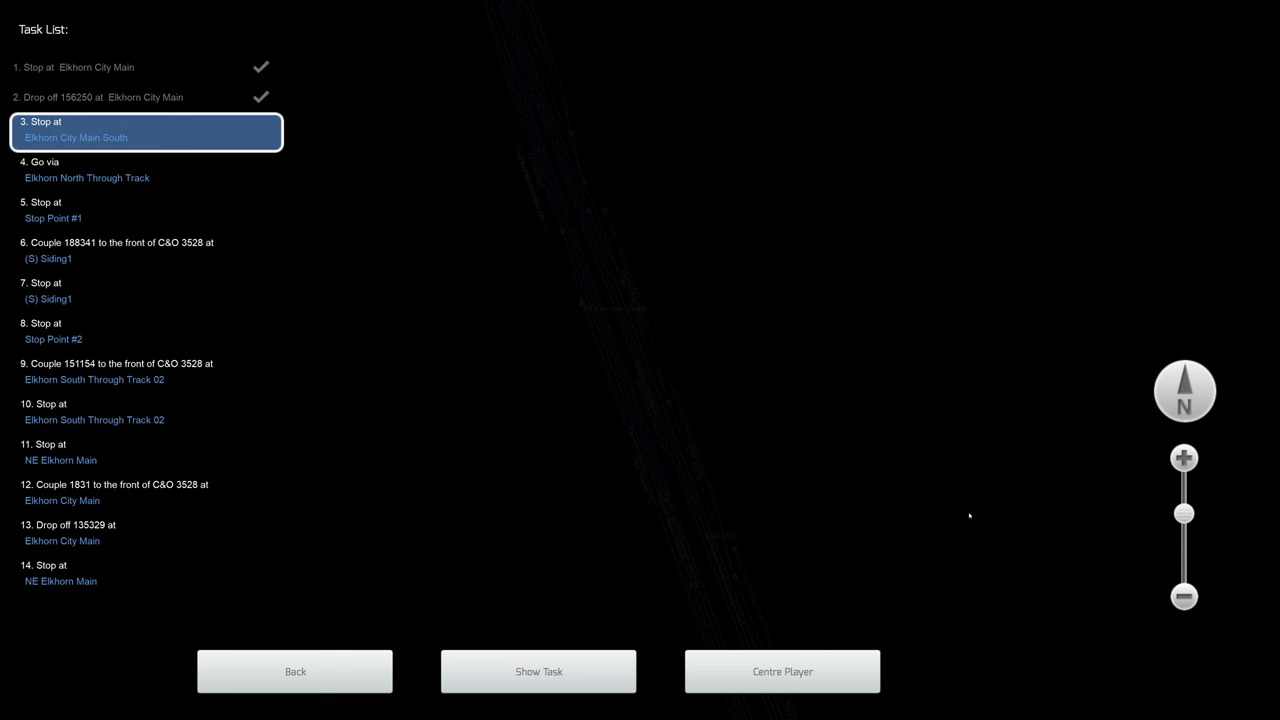 Task List:
1. Stop at  Elkhorn City Main
2. Drop off 156250 at  Elkhorn City Main
3. Stop at
Elkhorn City Main South
4. Go via
Elkhorn North Through Track
5. Stop at
Stop Point #1
6. Couple 188341 to the front of C&O 3528 at
(S) Siding1
7. Stop at
(S) Siding1
8. Stop at
Stop Point #2
9. Couple 151154 to the front of C&O 3528 at
Elkhorn South Through Track 02
10. Stop at
Elkhorn South Through Track 02
11. Stop at
NE Elkhorn Main
12. Couple 1831 to the front of C&O 3528 at
Elkhorn City Main
13. Drop off 135329 at
Elkhorn City Main
14. Stop at
NE Elkhorn Main
N
Back
Show Task
Centre Player